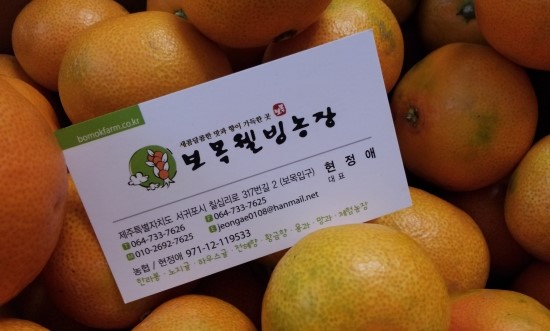 bomokfarm.co.kr
새콤달콤한 맛과 향이 가득한 곳
보목웰빙농장
현정애
대표
제주특별자치도 서귀포시 칠십리로 317번길 2 (보목입구)
T 064-733-7626 F 064-733-7625
M 010-2692-7625 E jeongae0108@hanmail.net
농협 / 현정애 971-12-119533
한라봉 · 노지귤 · 하우스귤 · 천혜향 · 황금향 · 용과 · 망과 · 체험농장